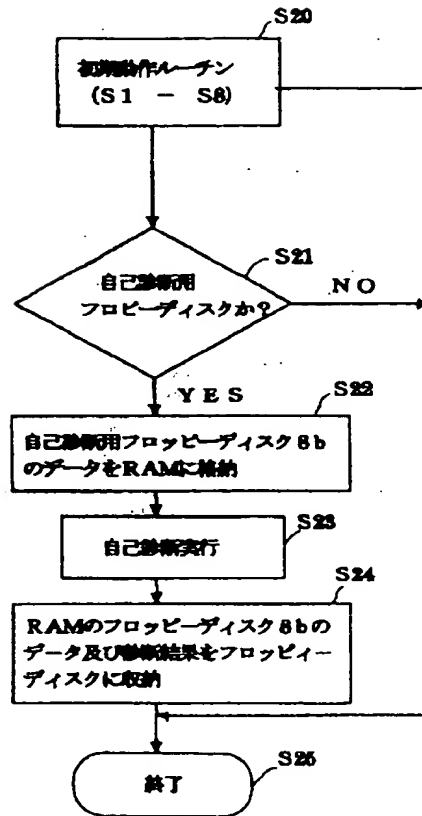 S20
初期動作ルーチン
(S1 － S8)
S21
自己診断用
フロピーディスクか?
NO
YES
S22
自己診断用フロッピーディスク8b
のデータをRAMに格納
S23
自己診断実行
S24
RAMのフロッピーディスク8bの
データ及び診断結果をフロッピィー
ディスクに収納
S25
終了